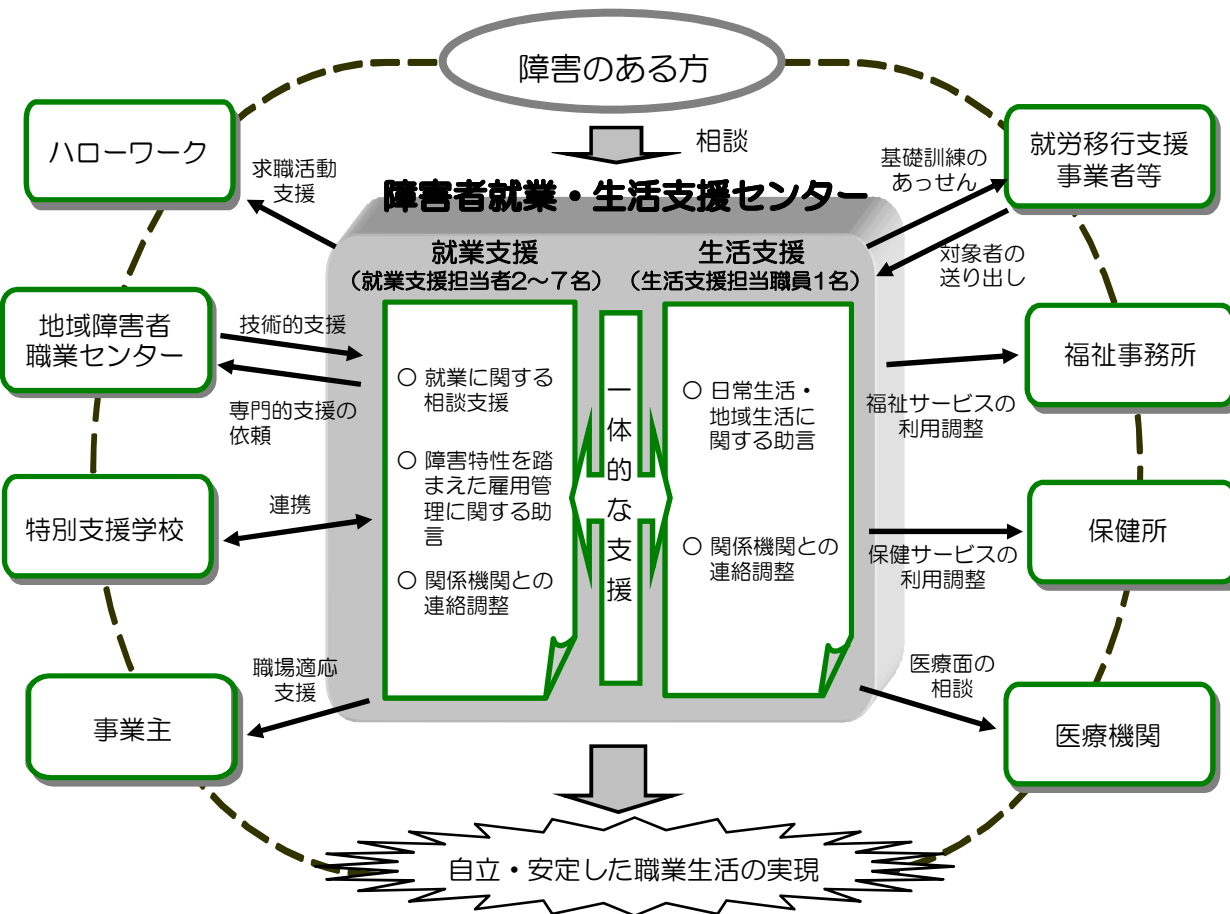 障害のある方
相談
ハローワーク
求職活動
支援
就労移行支援
事業者等
基礎訓練の
あっせん
対象者の
送り出し
障害者就業・生活支援センター
就業支援
（就業支援担当者2～7名）
生活支援
（生活支援担当職員1名）
地域障害者
職業センター
技術的支援
専門的支援の
依頼
○ 就業に関する
相談支援
○ 障害特性を踏
まえた雇用管
理に関する助
言
○ 関係機関との
連絡調整
一体的な支援
○ 日常生活・
地域生活に
関する助言
○ 関係機関との
連絡調整
福祉事務所
福祉サービスの
利用調整
特別支援学校
連携
保健所
保健サービスの
利用調整
事業主
職場適応
支援
医療面の
相談
医療機関
自立・安定した職業生活の実現